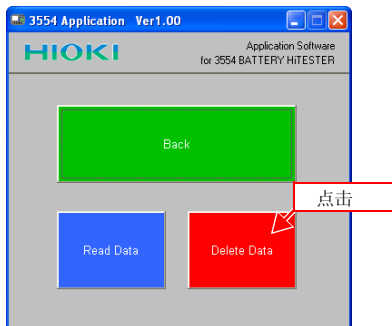 3554 Application Ver1.00
HIOKI
Application Software
for 3554 BATTERY HiTESTER
Back
点击
Read Data
Delete Data